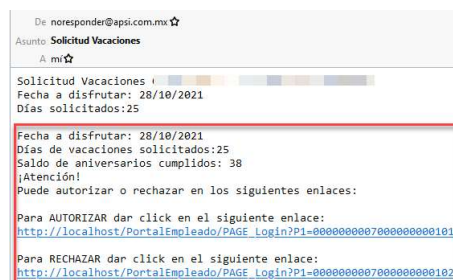 De noresponder@apsi.com.mx
Asunto Solicitud Vacaciones
A mí
Solicitud Vacaciones
Fecha a disfrutar: 28/10/2021
Días solicitados:25
Fecha a disfrutar: 28/10/2021
Días de vacaciones solicitados:25
Saldo de aniversarios cumplidos: 38
¡Atención!
Puede autorizar o rechazar en los siguientes enlaces:
Para AUTORIZAR dar click en el siguiente enlace:
http://localhost/PortalEmpleado/PAGE_Login?P1=0000000007000000000101
Para RECHAZAR dar click en el siguiente enlace:
http://localhost/PortalEmpleado/PAGE_Login?P1=0000000007000000000102